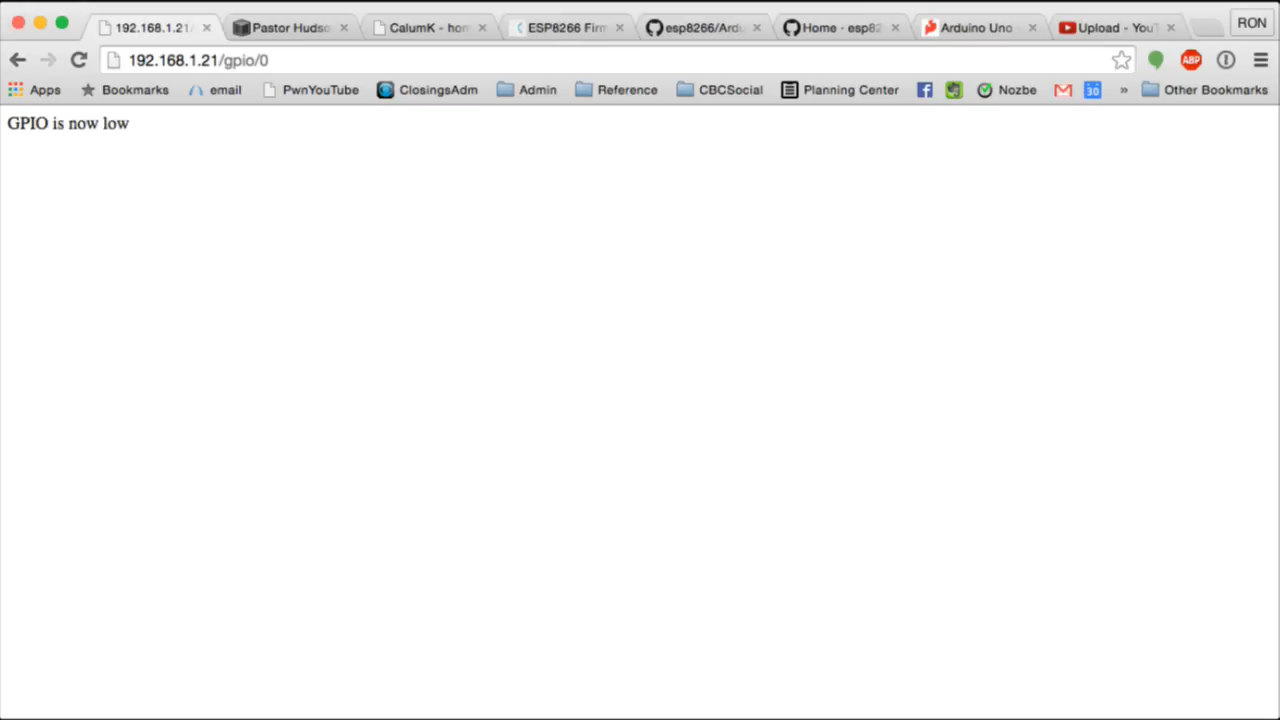 192.168.1.21/ Pastor Hudso CalumK - hom ESP8266 Firm esp8266/Ardu Home · esp82 Arduino Uno Upload - YouT RON
192.168.1.21/gpio/0 ABP
Apps Bookmarks email PwnYouTube ClosingsAdm Admin Reference CBCSocial Planning Center Nozbe 30 » Other Bookmarks
GPIO is now low